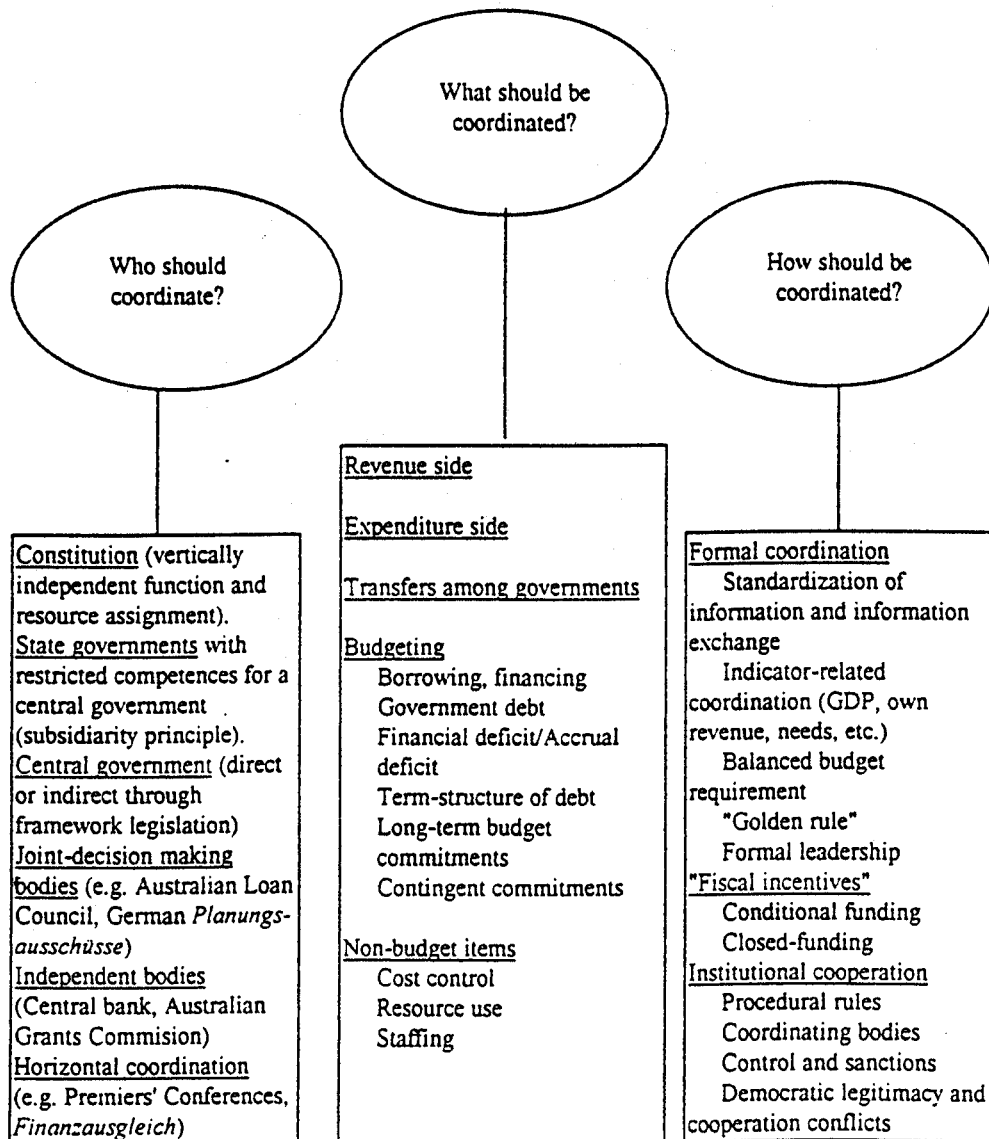 What should be
coordinated?
Who should
coordinate?
How should be
coordinated?
Constitution (vertically
independent function and
resource assignment).
State governments with
restricted competences for a
central government
(subsidiarity principle).
Central government (direct
or indirect through
framework legislation)
Joint-decision making
bodies (e.g. Australian Loan
Council, German Planungs-
ausschüsse)
Independent bodies
(Central bank, Australian
Grants Commision)
Horizontal coordination
(e.g. Premiers' Conferences,
Finanzausgleich)
Revenue side
Expenditure side
Transfers among governments
Budgeting
Borrowing, financing
Government debt
Financial deficit/Accrual
deficit
Term-structure of debt
Long-term budget
commitments
Contingent commitments
Non-budget items
Cost control
Resource use
Staffing
Formal coordination
Standardization of
information and information
exchange
Indicator-related
coordination (GDP, own
revenue, needs, etc.)
Balanced budget
requirement
"Golden rule"
Formal leadership
"Fiscal incentives"
Conditional funding
Closed-funding
Institutional cooperation
Procedural rules
Coordinating bodies
Control and sanctions
Democratic legitimacy and
cooperation conflicts